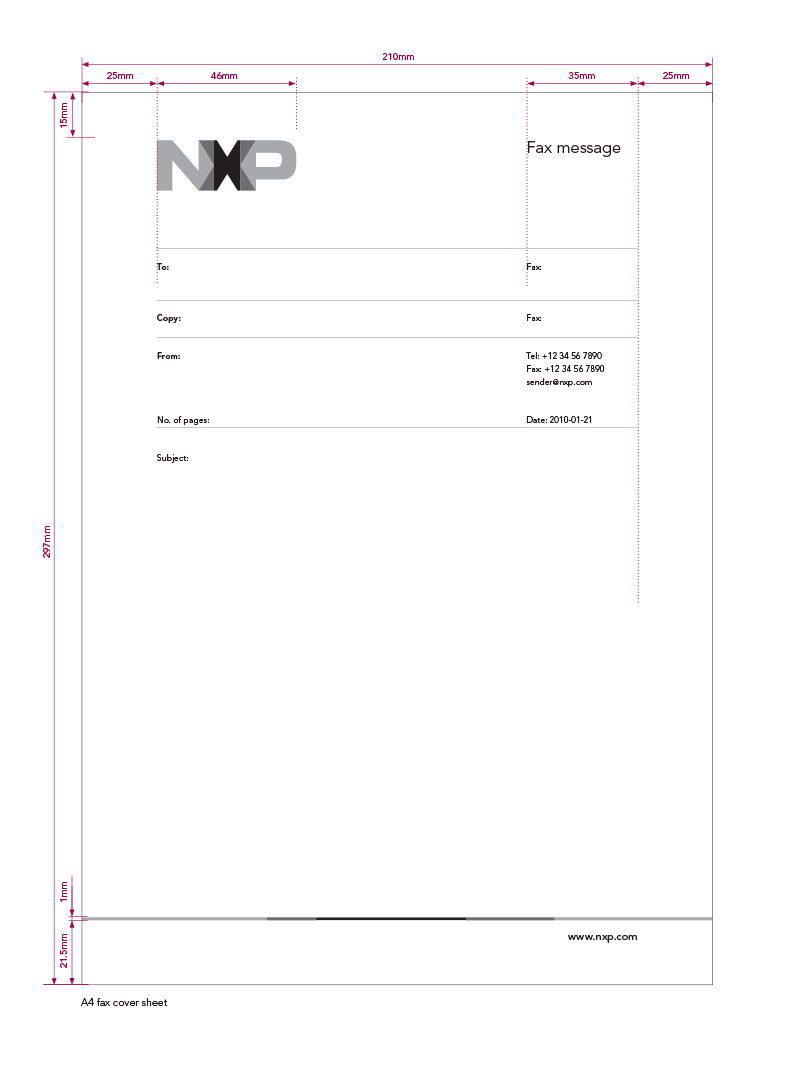 210mm
25mm
46mm
35mm
25mm
15mm
NXP
Fax message
To:
Fax:
Copy:
Fax:
From:
Tel: +12 34 56 7890
Fax: +12 34 56 7890
sender@nxp.com
No. of pages:
Date: 2010-01-21
Subject:
297mm
1mm
21.5mm
www.nxp.com
A4 fax cover sheet